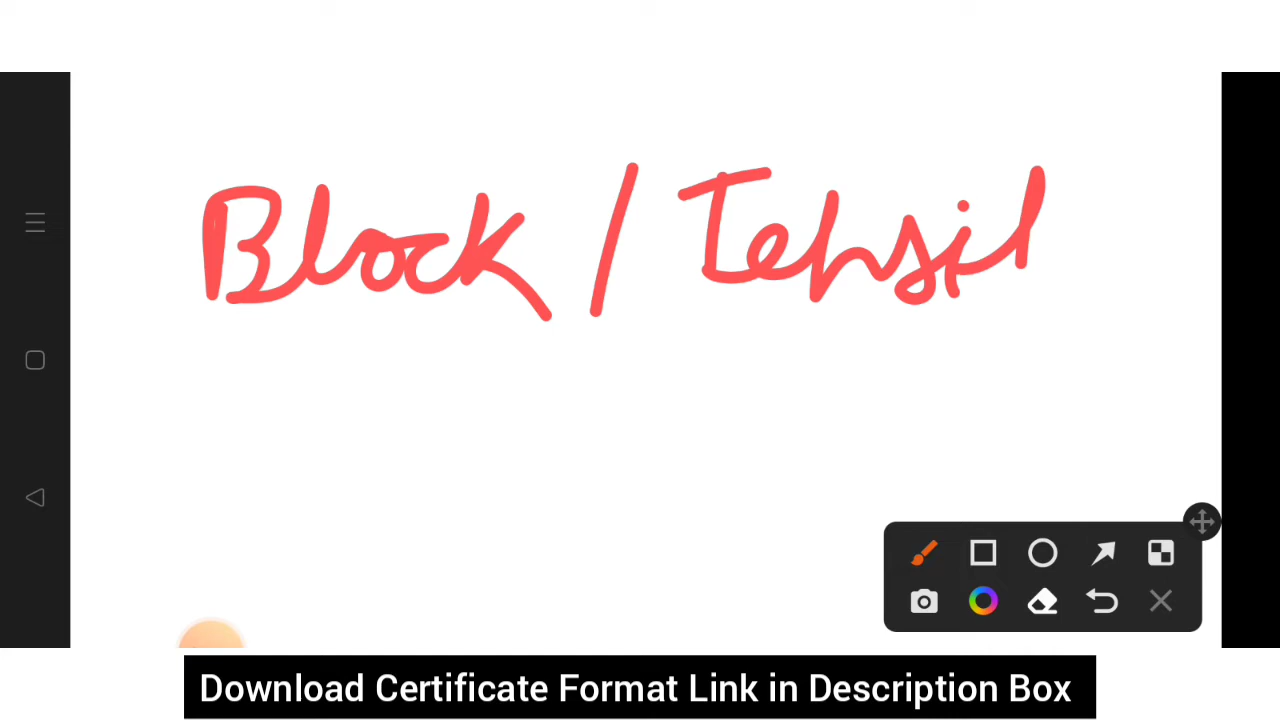 Block / Tehsil
Download Certificate Format Link in Description Box